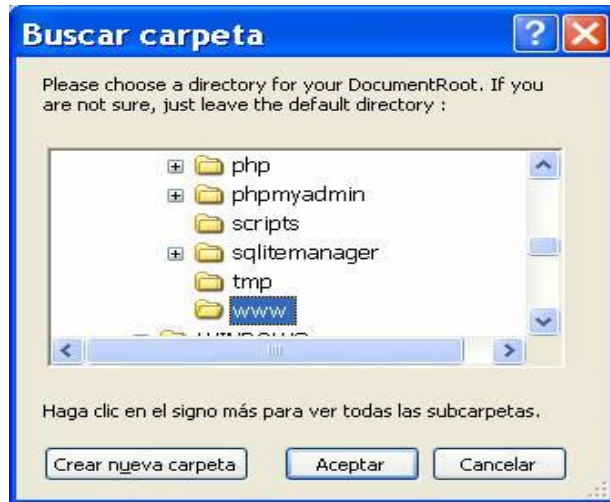 Buscar carpeta
Please choose a directory for your DocumentRoot. If you
are not sure, just leave the default directory :
php
phpmyadmin
scripts
sqlitemanager
tmp
www
Haga clic en el signo más para ver todas las subcarpetas.
Crear nueva carpeta Aceptar Cancelar